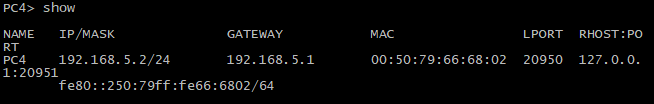 PC4> show
NAME   IP/MASK              GATEWAY           MAC                LPORT  RHOST:PO
RT
PC4    192.168.5.2/24       192.168.5.1       00:50:79:66:68:02  20950  127.0.0.
1:20951
       fe80::250:79ff:fe66:6802/64